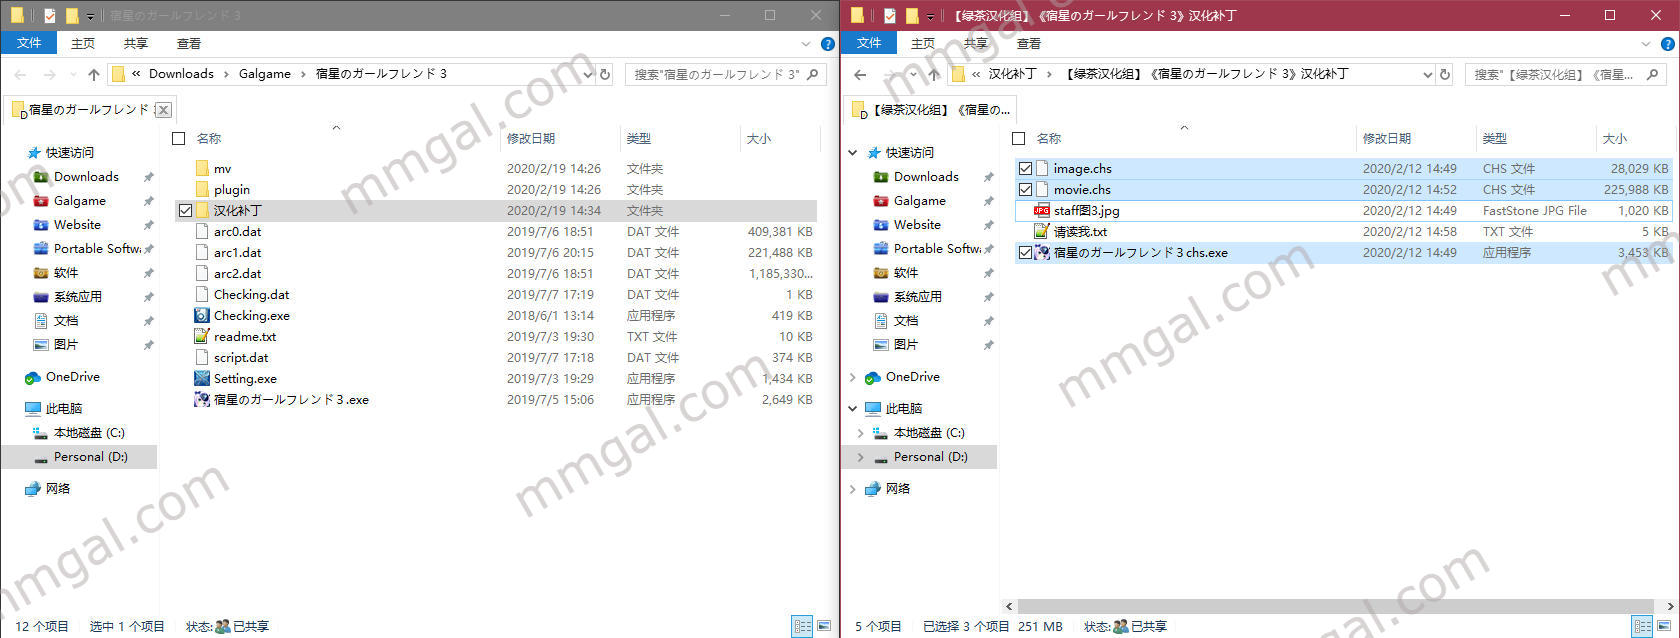 宿星のガールフレンド 3
文件 主页 共享 查看
« Downloads › Galgame › 宿星のガールフレンド 3
搜索"宿星のガールフレンド 3"
宿星のガールフレンド
名称 修改日期 类型 大小
快速访问
Downloads
Galgame
Website
Portable Softw
软件
系统应用
文档
图片
OneDrive
此电脑
本地磁盘 (C:)
Personal (D:)
网络
mv 2020/2/19 14:26 文件夹
plugin 2020/2/19 14:26 文件夹
汉化补丁 2020/2/19 14:34 文件夹
arc0.dat 2019/7/6 18:51 DAT 文件 409,381 KB
arc1.dat 2019/7/6 20:15 DAT 文件 221,488 KB
arc2.dat 2019/7/6 18:51 DAT 文件 1,185,330...
Checking.dat 2019/7/7 17:19 DAT 文件 1 KB
Checking.exe 2018/6/1 13:14 应用程序 419 KB
readme.txt 2019/7/3 19:30 TXT 文件 10 KB
script.dat 2019/7/7 17:18 DAT 文件 374 KB
Setting.exe 2019/7/3 19:29 应用程序 1,434 KB
宿星のガールフレンド３.exe 2019/7/5 15:06 应用程序 2,649 KB
12 个项目 选中 1 个项目 状态: 已共享
【绿茶汉化组】《宿星のガールフレンド 3》汉化补丁
文件 主页 共享 查看
« 汉化补丁 › 【绿茶汉化组】《宿星のガールフレンド 3》汉化补丁
搜索"【绿茶汉化组】《宿星...
【绿茶汉化组】《宿星の...
名称 修改日期 类型 大小
快速访问
Downloads
Galgame
Website
Portable Softw
软件
系统应用
文档
图片
OneDrive
此电脑
本地磁盘 (C:)
Personal (D:)
网络
image.chs 2020/2/12 14:49 CHS 文件 28,029 KB
movie.chs 2020/2/12 14:52 CHS 文件 225,988 KB
staff图3.jpg 2020/2/12 14:49 FastStone JPG File 1,020 KB
请读我.txt 2020/2/12 14:58 TXT 文件 5 KB
宿星のガールフレンド３chs.exe 2020/2/12 14:49 应用程序 3,453 KB
5 个项目 已选择 3 个项目 251 MB 状态: 已共享
mmgal.com
mmgal.com
mmgal.com
mmgal.com
mmgal.com